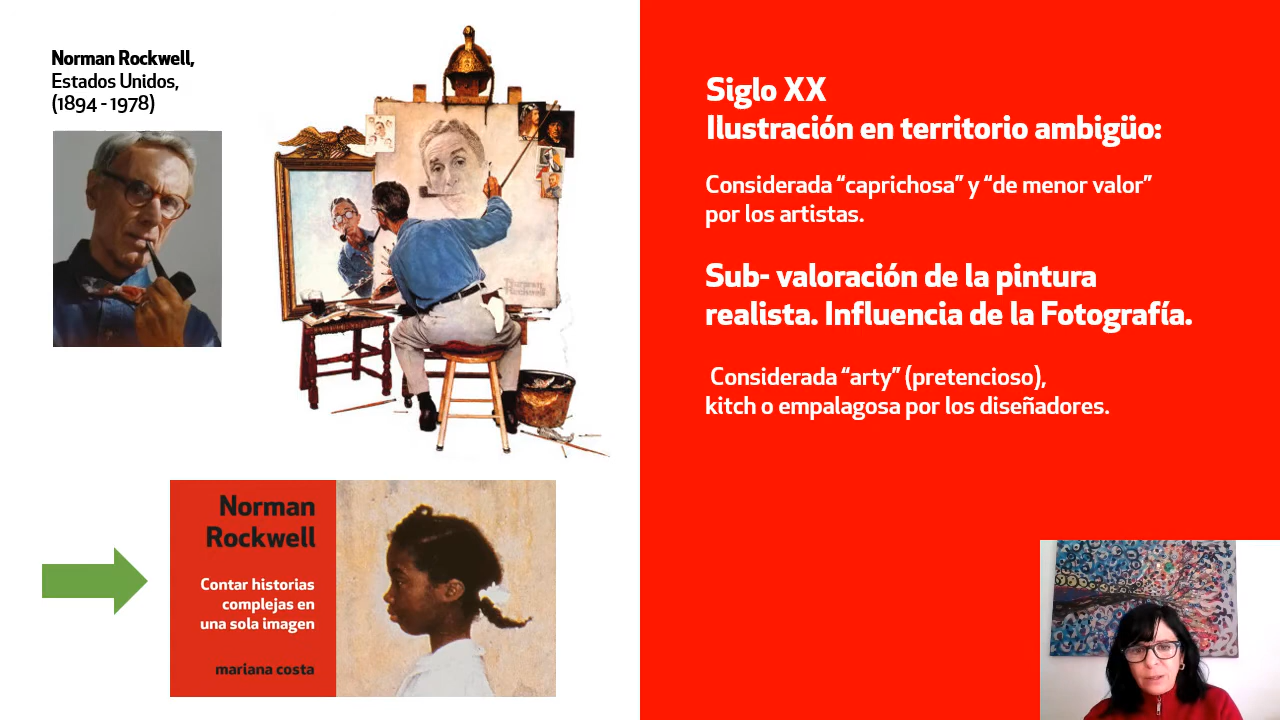 Norman Rockwell,
Estados Unidos,
(1894 - 1978)
Norman
Rockwell
Contar historias
complejas en
una sola imagen
mariana costa
Siglo XX
Ilustración en territorio ambigüo:
Considerada “caprichosa” y “de menor valor”
por los artistas.
Sub- valoración de la pintura
realista. Influencia de la Fotografía.
Considerada “arty” (pretencioso),
kitch o empalagosa por los diseñadores.